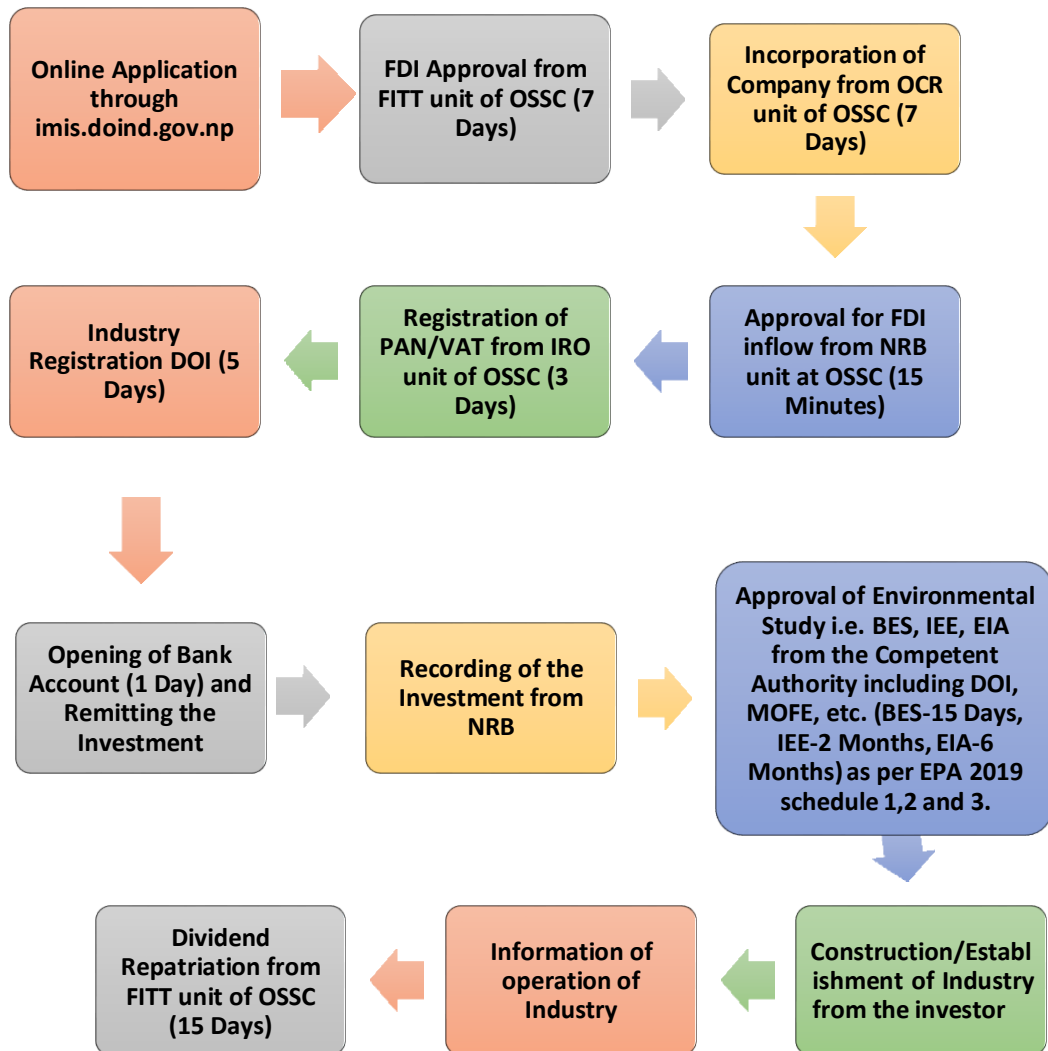 Online Application
through
imis.doind.gov.np
FDI Approval from
FITT unit of OSSC (7
Days)
Incorporation of
Company from OCR
unit of OSSC (7
Days)
Approval for FDI
inflow from NRB
unit at OSSC (15
Minutes)
Registration of
PAN/VAT from IRO
unit of OSSC (3
Days)
Industry
Registration DOI (5
Days)
Opening of Bank
Account (1 Day) and
Remitting the
Investment
Recording of the
Investment from
NRB
Approval of Environmental
Study i.e. BES, IEE, EIA
from the Competent
Authority including DOI,
MOFE, etc. (BES-15 Days,
IEE-2 Months, EIA-6
Months) as per EPA 2019
schedule 1,2 and 3.
Construction/Establ
ishment of Industry
from the investor
Information of
operation of
Industry
Dividend
Repatriation from
FITT unit of OSSC
(15 Days)